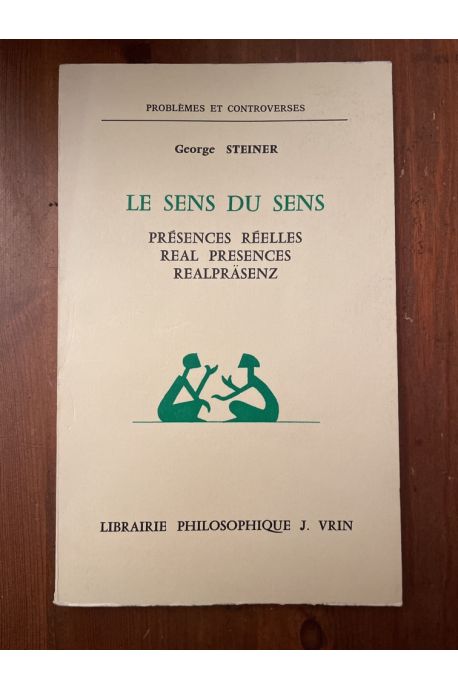 PROBLÈMES ET CONTROVERSES
George STEINER
LE SENS DU SENS
PRÉSENCES RÉELLES
REAL PRESENCES
REALPRÄSENZ
LIBRAIRIE PHILOSOPHIQUE J. VRIN